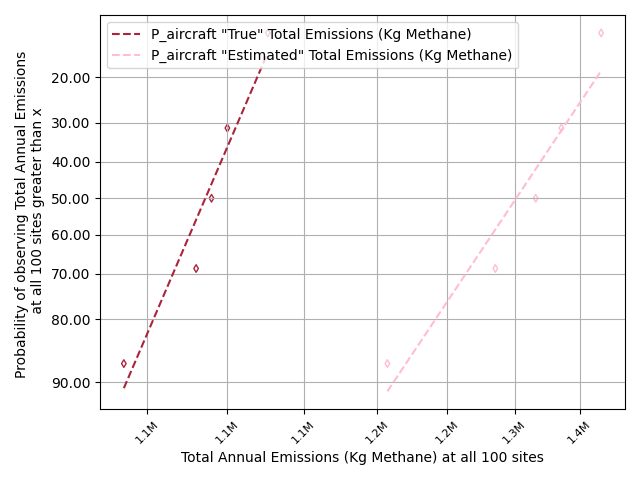 P_aircraft "True" Total Emissions (Kg Methane)
P_aircraft "Estimated" Total Emissions (Kg Methane)
Probability of observing Total Annual Emissions
at all 100 sites greater than x
20.00
30.00
40.00
50.00
60.00
70.00
80.00
90.00
1.1M
1.1M
1.1M
1.2M
1.2M
1.3M
1.4M
Total Annual Emissions (Kg Methane) at all 100 sites